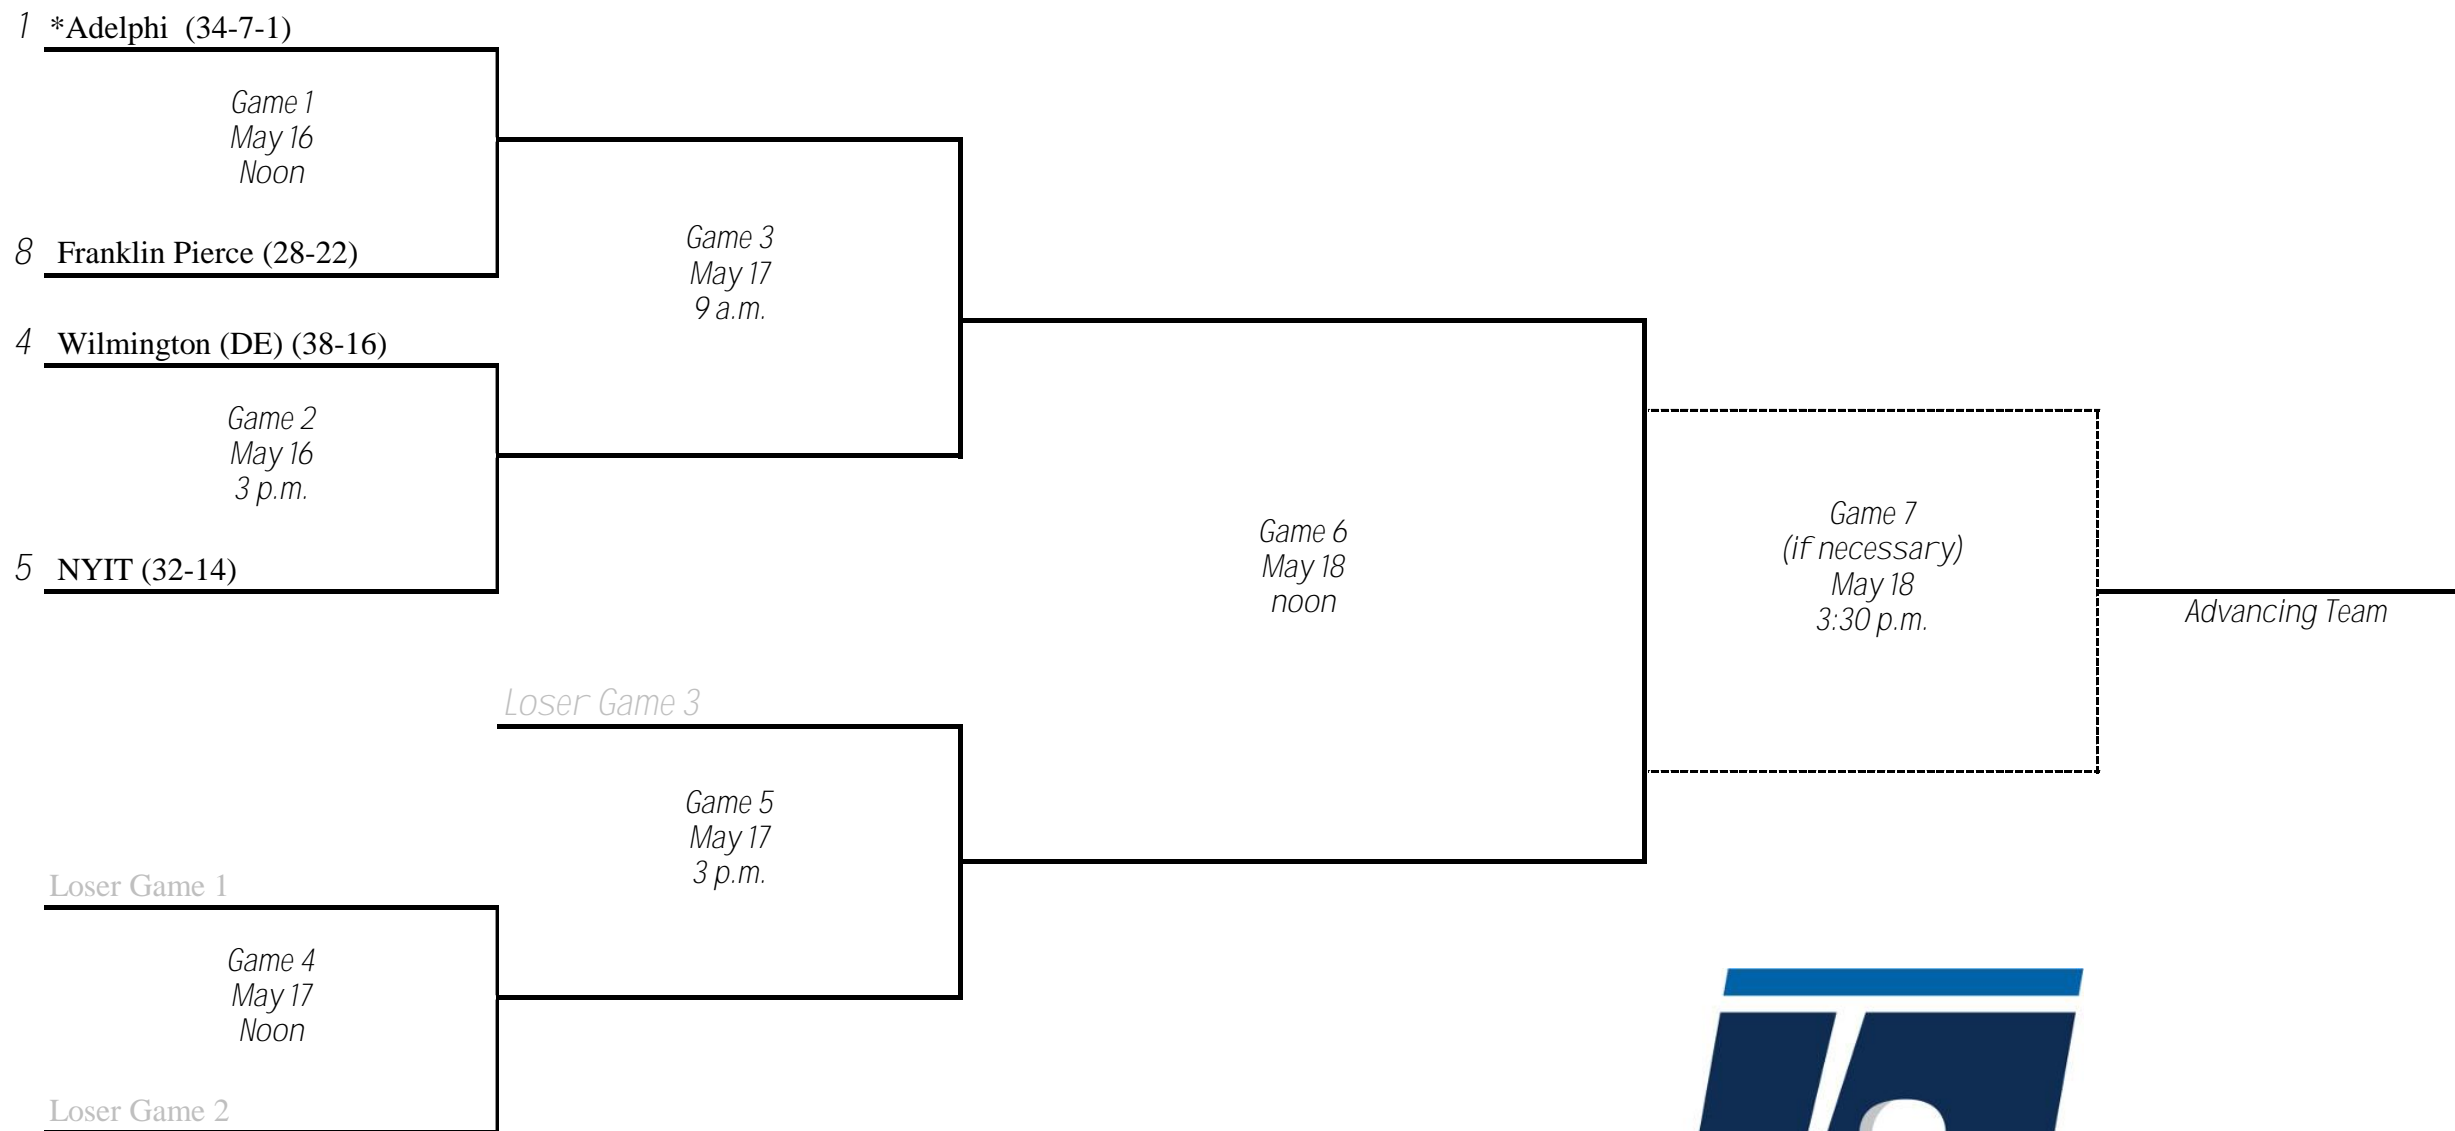 1 *Adelphi (34-7-1)
Game 1
May 16
Noon
8 Franklin Pierce (28-22)
4 Wilmington (DE) (38-16)
Game 2
May 16
3 p.m.
5 NYIT (32-14)
Game 3
May 17
9 a.m.
Game 6
May 18
noon
Game 7
(if necessary)
May 18
3:30 p.m.
Advancing Team
Loser Game 3
Game 5
May 17
3 p.m.
Loser Game 1
Game 4
May 17
Noon
Loser Game 2